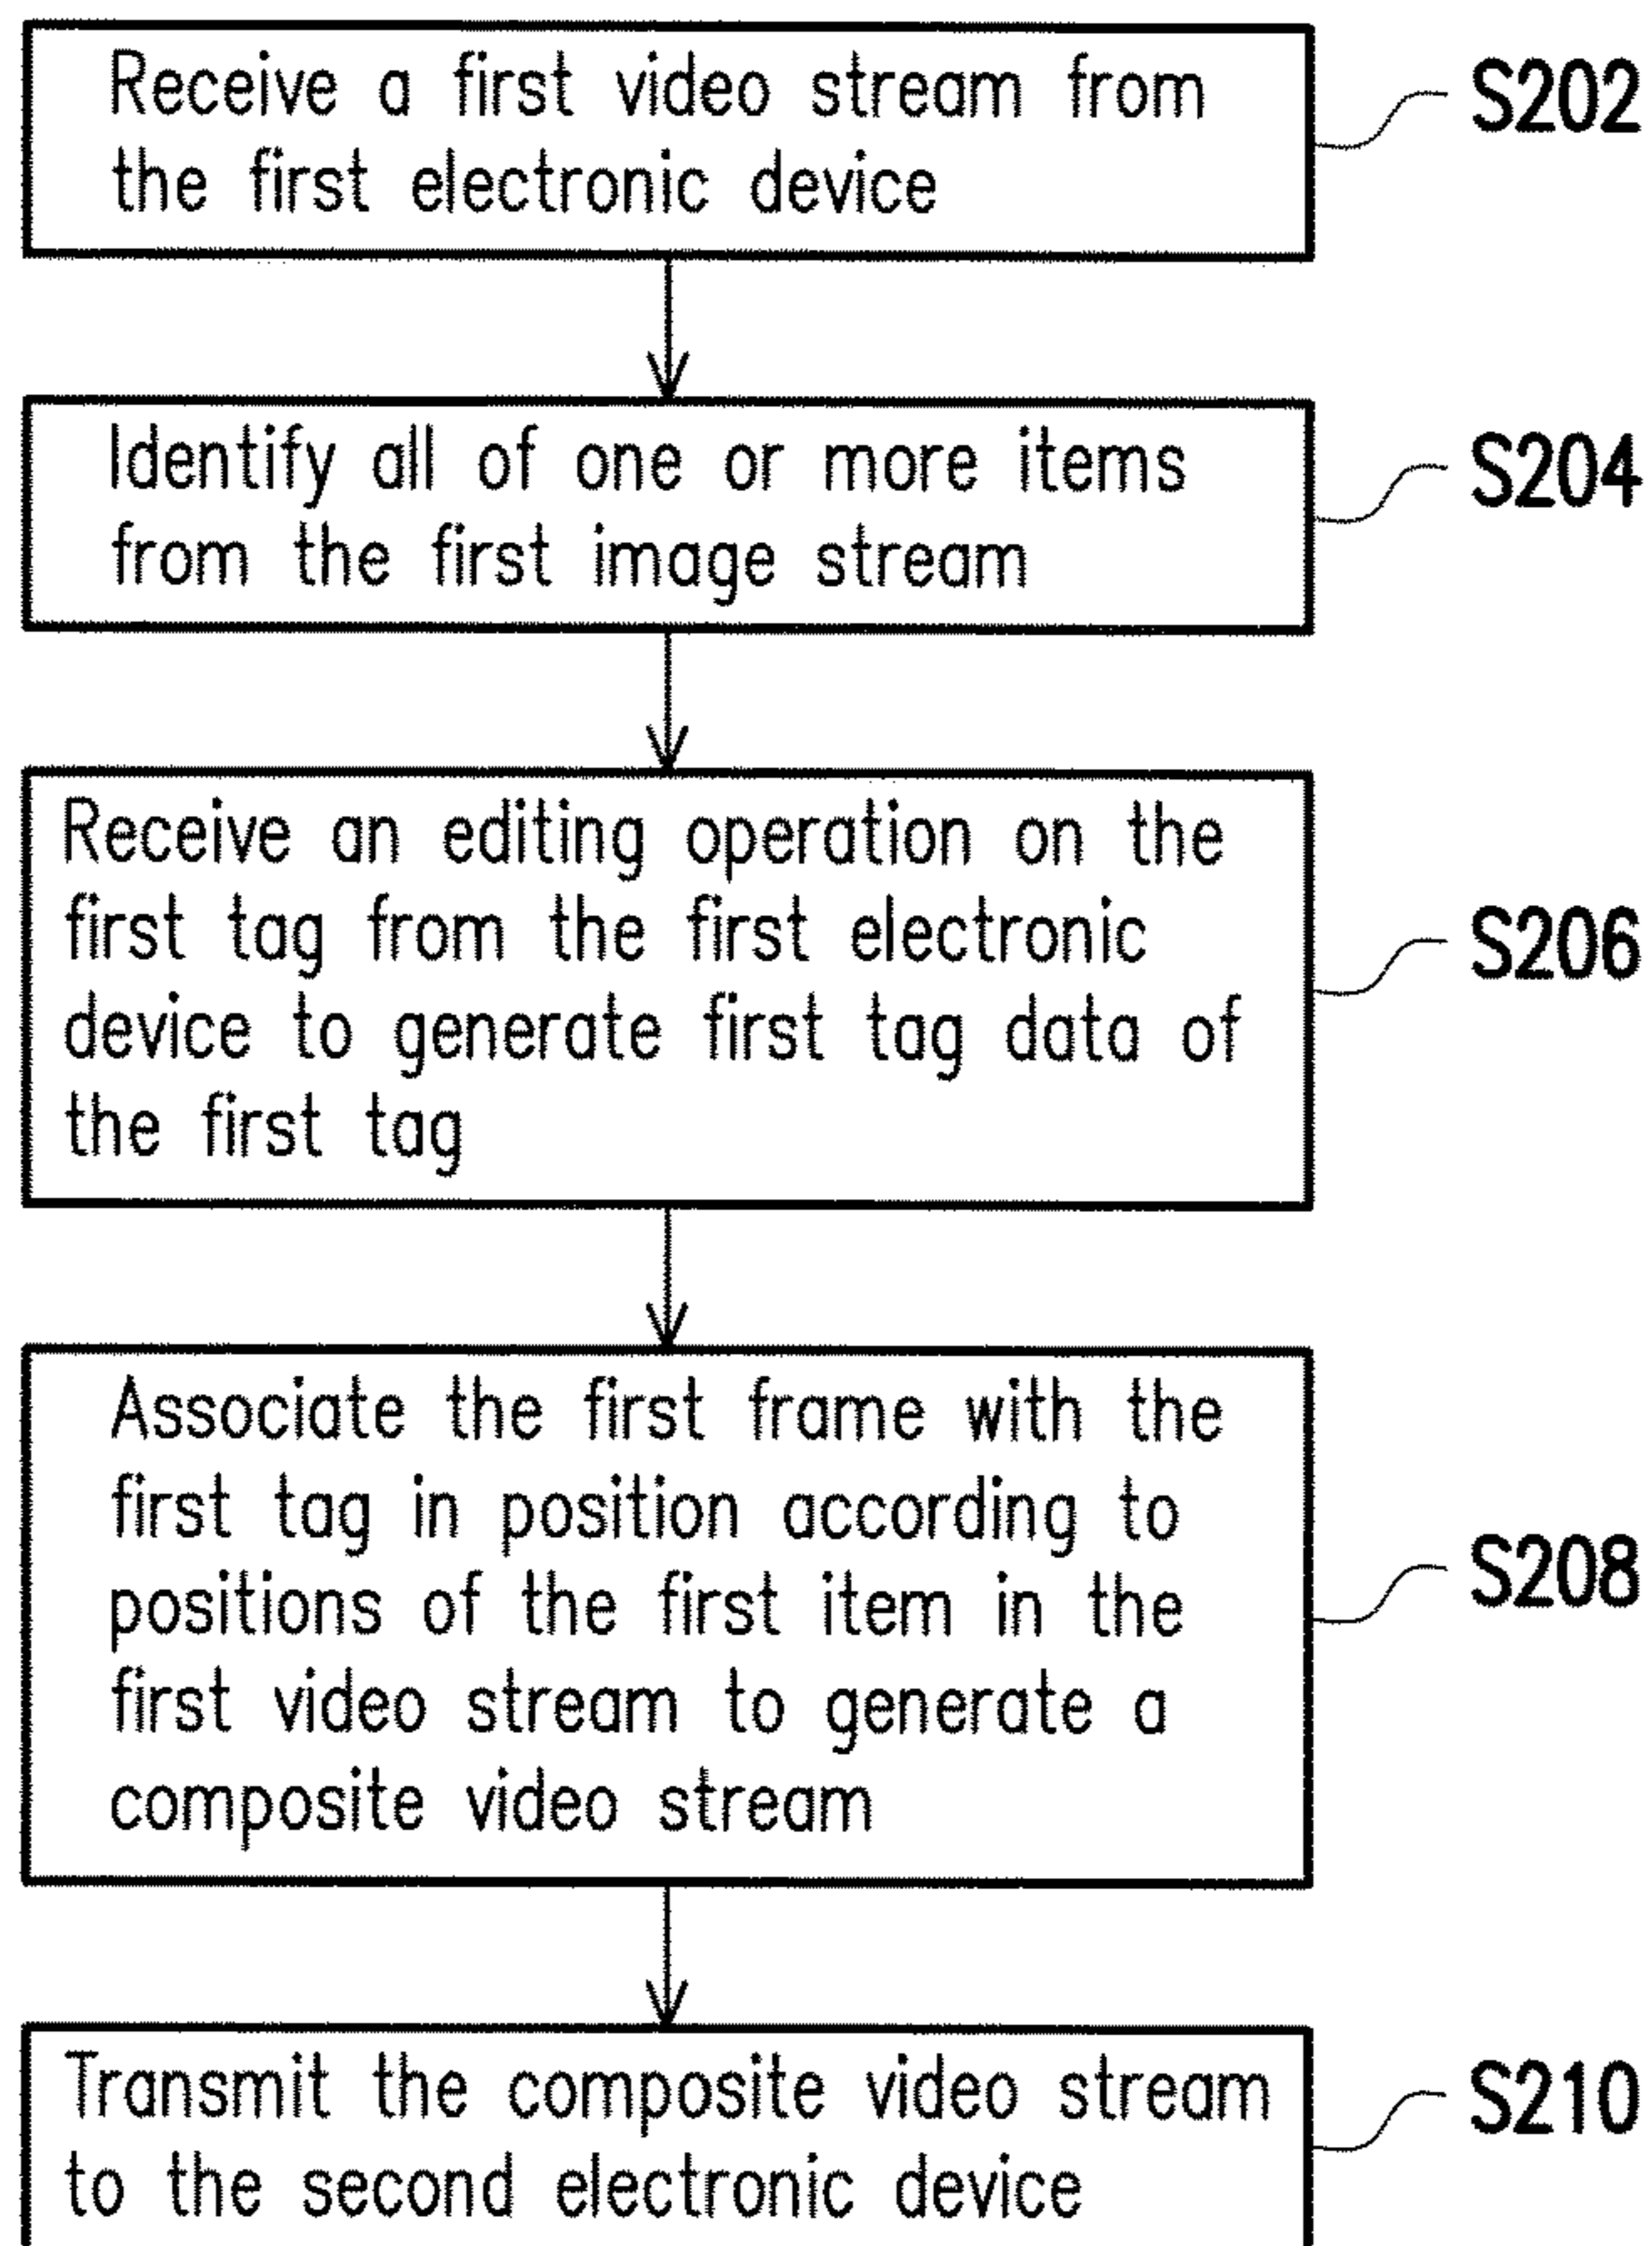 Receive a first video stream from
the first electronic device
S202
Identify all of one or more items
from the first image stream
S204
Receive an editing operation on the
first tag from the first electronic
device to generate first tag data of
the first tag
S206
Associate the first frame with the
first tag in position according to
positions of the first item in the
first video stream to generate a
composite video stream
S208
Transmit the composite video stream
to the second electronic device
S210